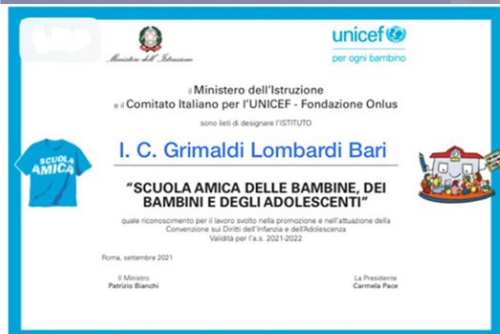 Ministero dell'Istruzione
unicef
per ogni bambino
il Ministero dell'Istruzione
e il Comitato Italiano per l'UNICEF - Fondazione Onlus
sono lieti di designare l'ISTITUTO
I. C. Grimaldi Lombardi Bari
SCUOLA
AMICA
“SCUOLA AMICA DELLE BAMBINE, DEI
BAMBINI E DEGLI ADOLESCENTI”
quale riconoscimento per il lavoro svolto nella promozione e nell'attuazione della
Convenzione sui Diritti dell'Infanzia e dell'Adolescenza
Validità per l'a.s. 2021-2022
Roma, settembre 2021
Il Ministro
Patrizio Bianchi
La Presidente
Carmela Pace